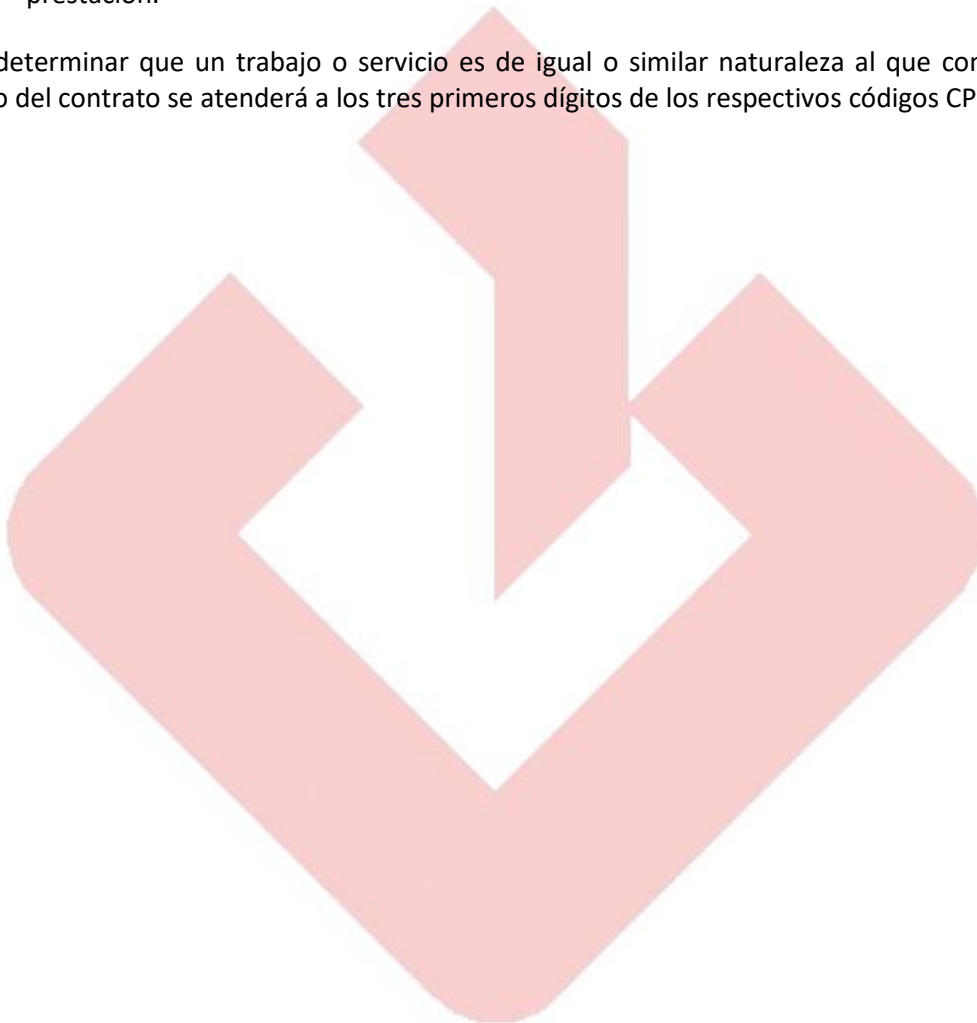 prestación.
determinar que un trabajo o servicio es de igual o similar naturaleza al que con
o del contrato se atenderá a los tres primeros dígitos de los respectivos códigos CP